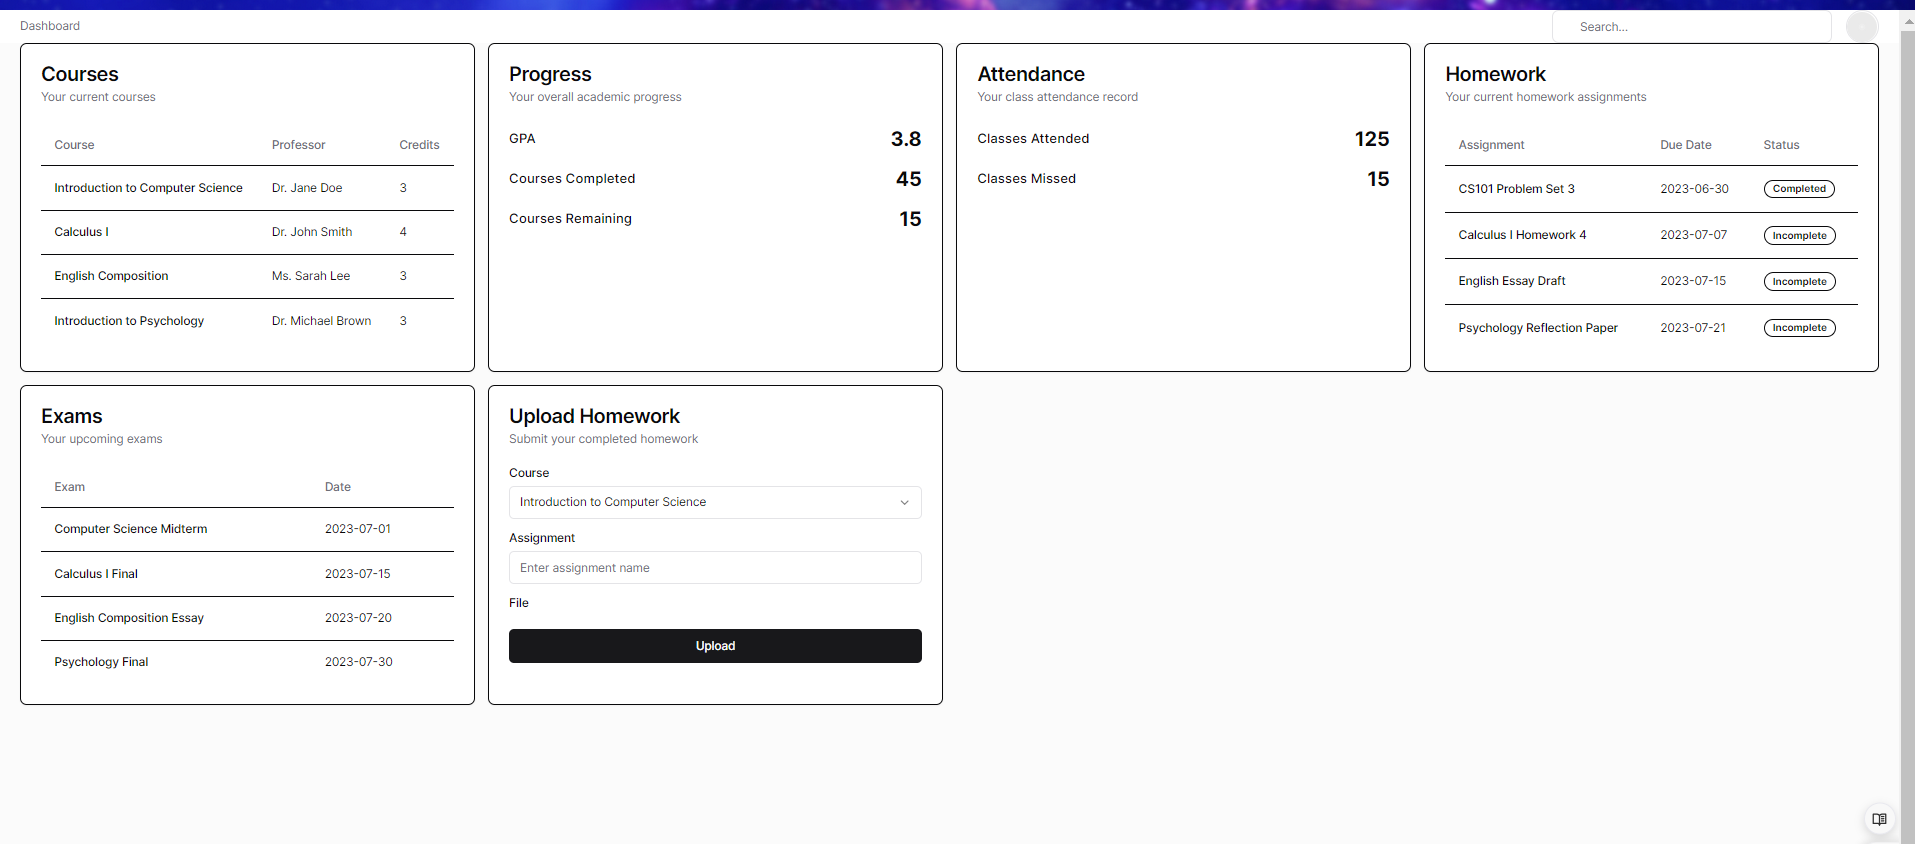 Dashboard
Search...
Courses
Your current courses
Course Professor Credits
Introduction to Computer Science Dr. Jane Doe 3
Calculus I Dr. John Smith 4
English Composition Ms. Sarah Lee 3
Introduction to Psychology Dr. Michael Brown 3
Progress
Your overall academic progress
GPA 3.8
Courses Completed 45
Courses Remaining 15
Attendance
Your class attendance record
Classes Attended 125
Classes Missed 15
Homework
Your current homework assignments
Assignment Due Date Status
CS101 Problem Set 3 2023-06-30 Completed
Calculus I Homework 4 2023-07-07 Incomplete
English Essay Draft 2023-07-15 Incomplete
Psychology Reflection Paper 2023-07-21 Incomplete
Exams
Your upcoming exams
Exam Date
Computer Science Midterm 2023-07-01
Calculus I Final 2023-07-15
English Composition Essay 2023-07-20
Psychology Final 2023-07-30
Upload Homework
Submit your completed homework
Course
Introduction to Computer Science
Assignment
Enter assignment name
File
Upload